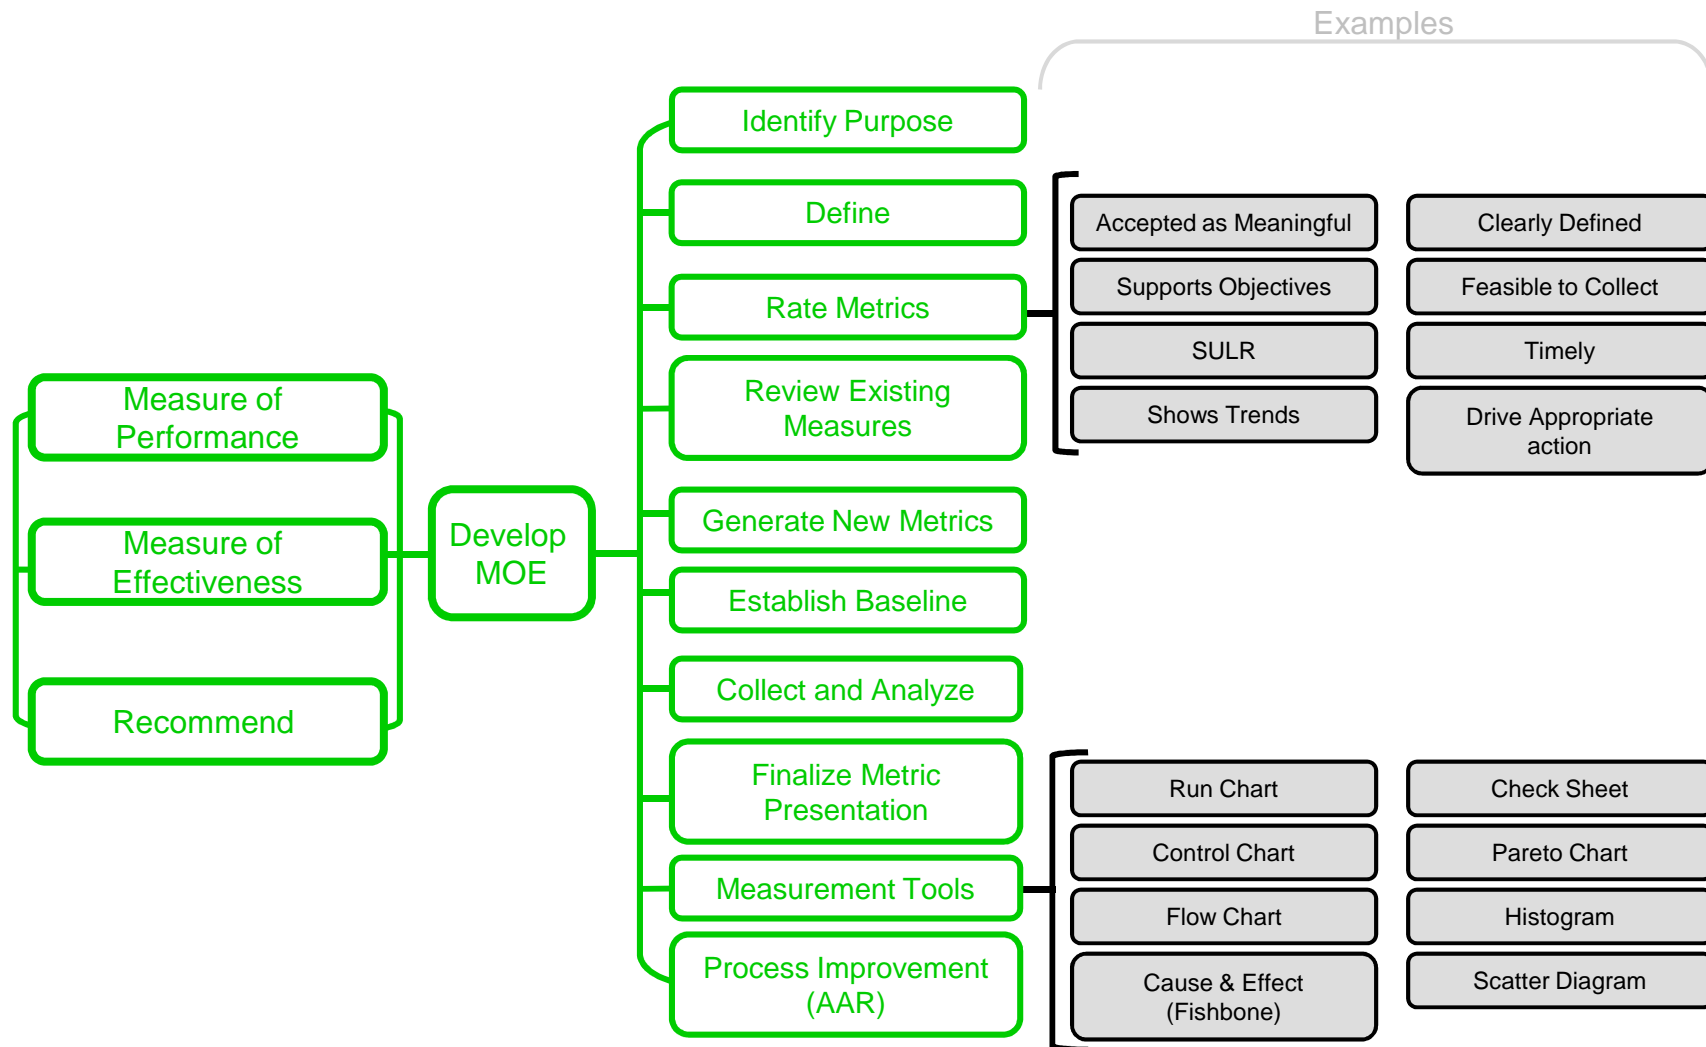 Examples
Identify Purpose
Define
Rate Metrics
Review Existing
Measures
Generate New Metrics
Establish Baseline
Collect and Analyze
Finalize Metric
Presentation
Measurement Tools
Process Improvement
(AAR)
Measure of
Performance
Measure of
Effectiveness
Recommend
Develop
MOE
Accepted as Meaningful
Supports Objectives
SULR
Shows Trends
Clearly Defined
Feasible to Collect
Timely
Drive Appropriate
action
Run Chart
Control Chart
Flow Chart
Cause & Effect
(Fishbone)
Check Sheet
Pareto Chart
Histogram
Scatter Diagram